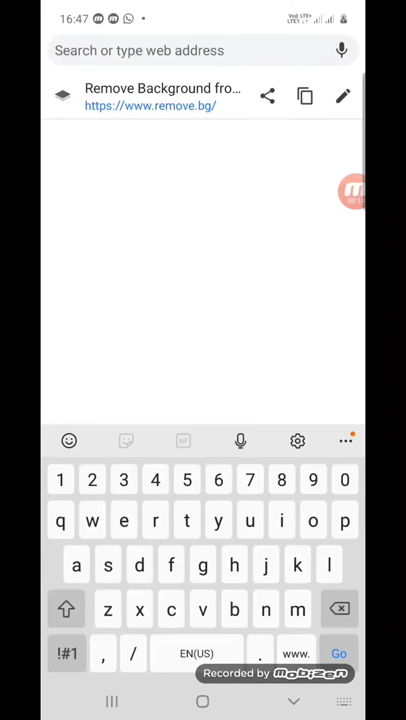 16:47
Search or type web address
Remove Background fro...
https://www.remove.bg/
GIF
1 2 3 4 5 6 7 8 9 0
q w e r t y u i o p
a s d f g h j k l
z x c v b n m
!#1 , / EN(US) . www. Go
Recorded by mobizen